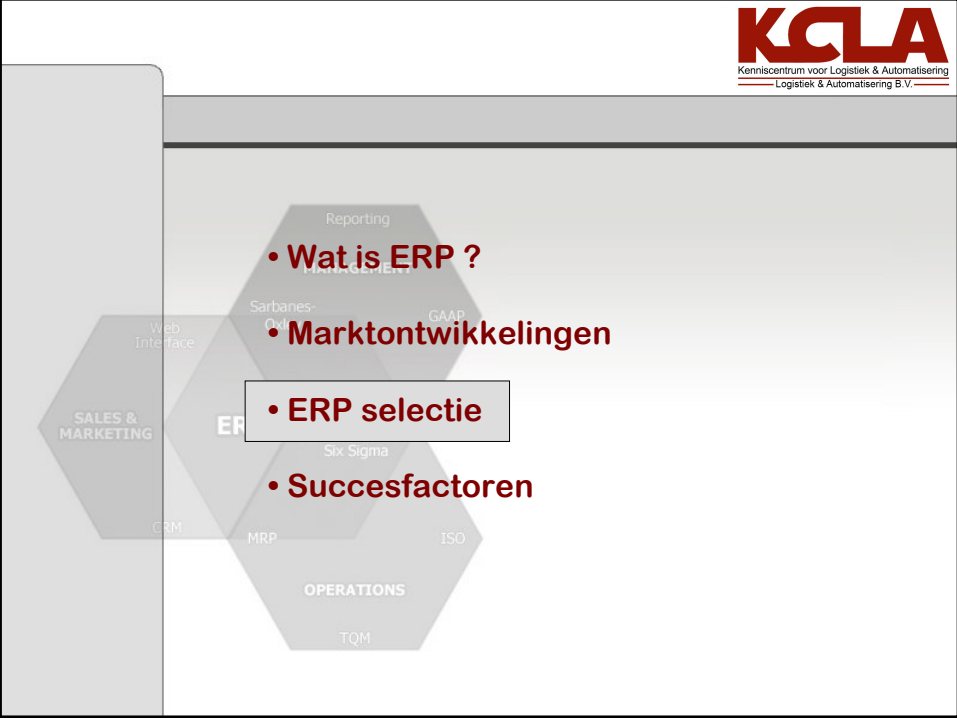 KCLA
Kenniscentrum voor Logistiek & Automatisering
Logistiek & Automatisering B.V.
Reporting
• Wat is ERP ?
MANAGEMENT
Sarbanes-
GAAP
Web
Interface
• Marktontwikkelingen
• ERP selectie
SALES &
MARKETING
Six Sigma
• Succesfactoren
CRM
MRP
ISO
OPERATIONS
TQM